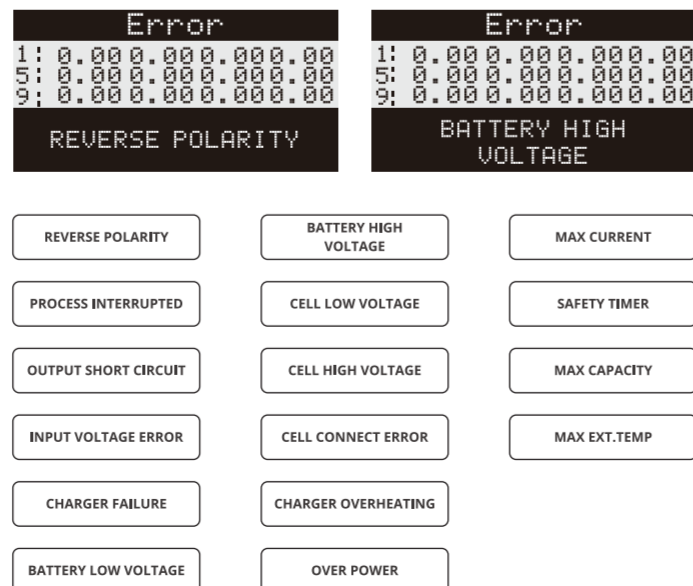 Error
1: 0.00 0.00 0.00 0.00
5: 0.00 0.00 0.00 0.00
9: 0.00 0.00 0.00 0.00
REVERSE POLARITY
Error
1: 0.00 0.00 0.00 0.00
5: 0.00 0.00 0.00 0.00
9: 0.00 0.00 0.00 0.00
BATTERY HIGH
VOLTAGE
REVERSE POLARITY
BATTERY HIGH
VOLTAGE
MAX CURRENT
PROCESS INTERRUPTED
CELL LOW VOLTAGE
SAFETY TIMER
OUTPUT SHORT CIRCUIT
CELL HIGH VOLTAGE
MAX CAPACITY
INPUT VOLTAGE ERROR
CELL CONNECT ERROR
MAX EXT.TEMP
CHARGER FAILURE
CHARGER OVERHEATING
BATTERY LOW VOLTAGE
OVER POWER